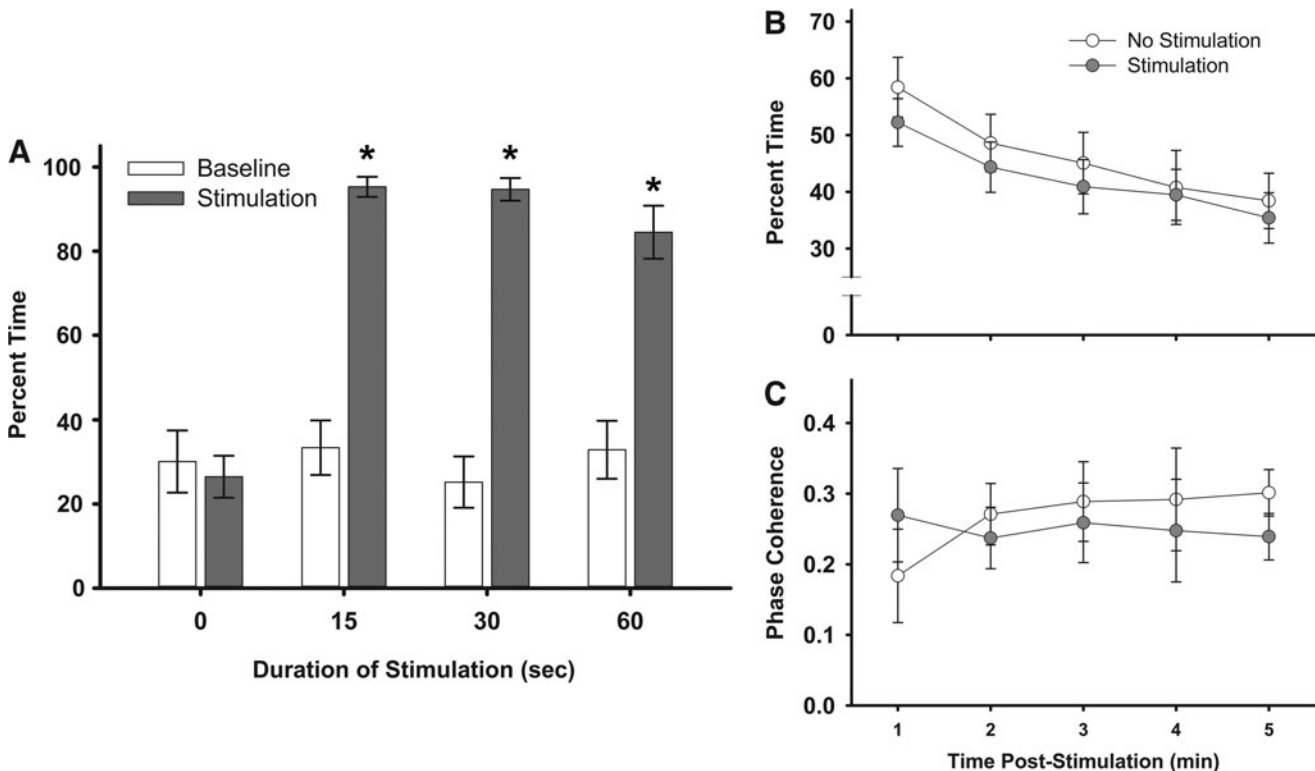 A
Percent Time
100
80
60
40
20
0
Baseline
Stimulation
*
*
*
0 15 30 60
Duration of Stimulation (sec)
B
Percent Time
70
60
50
40
30
0
No Stimulation
Stimulation
C
Phase Coherence
0.4
0.3
0.2
0.1
0.0
1 2 3 4 5
Time Post-Stimulation (min)